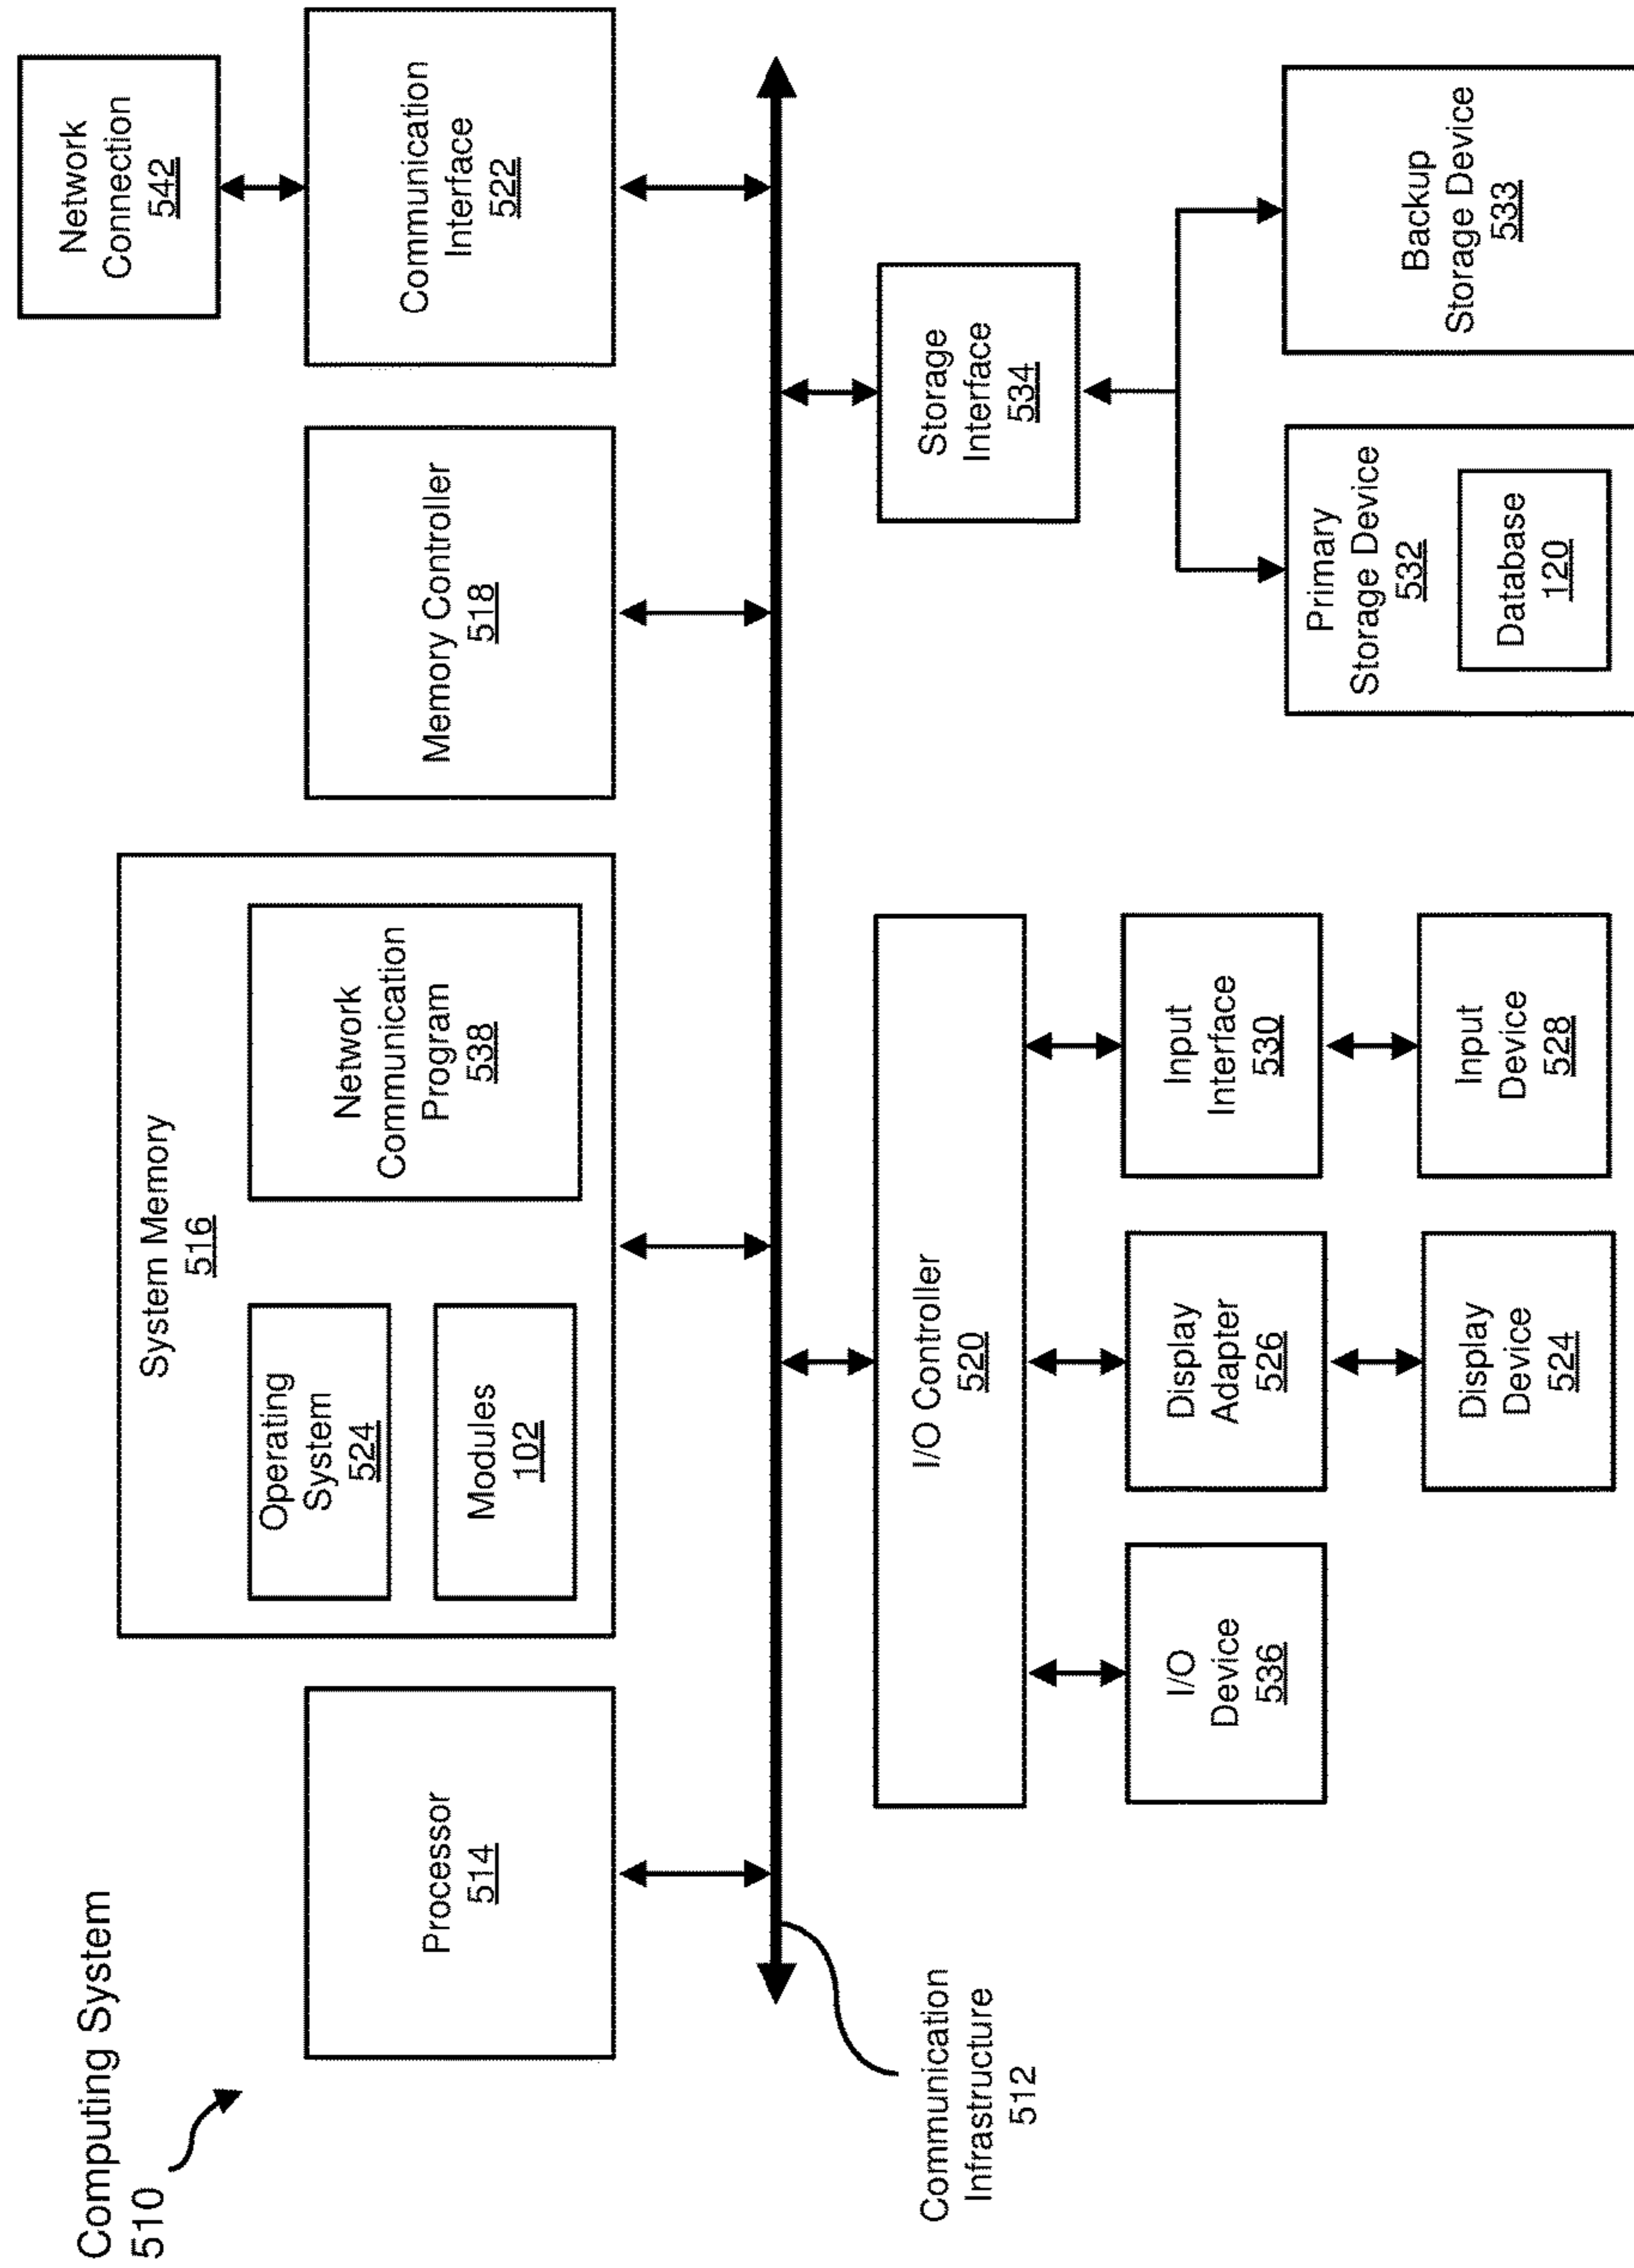 Computing System
510
Processor
514
System Memory
516
Operating
System
524
Modules
102
Network
Communication
Program
538
Memory Controller
518
Communication
Interface
522
Network
Connection
542
Communication
Infrastructure
512
I/O Controller
520
I/O
Device
536
Display
Adapter
526
Display
Device
524
Input
Interface
530
Input
Device
528
Storage
Interface
534
Primary
Storage Device
532
Database
120
Backup
Storage Device
533